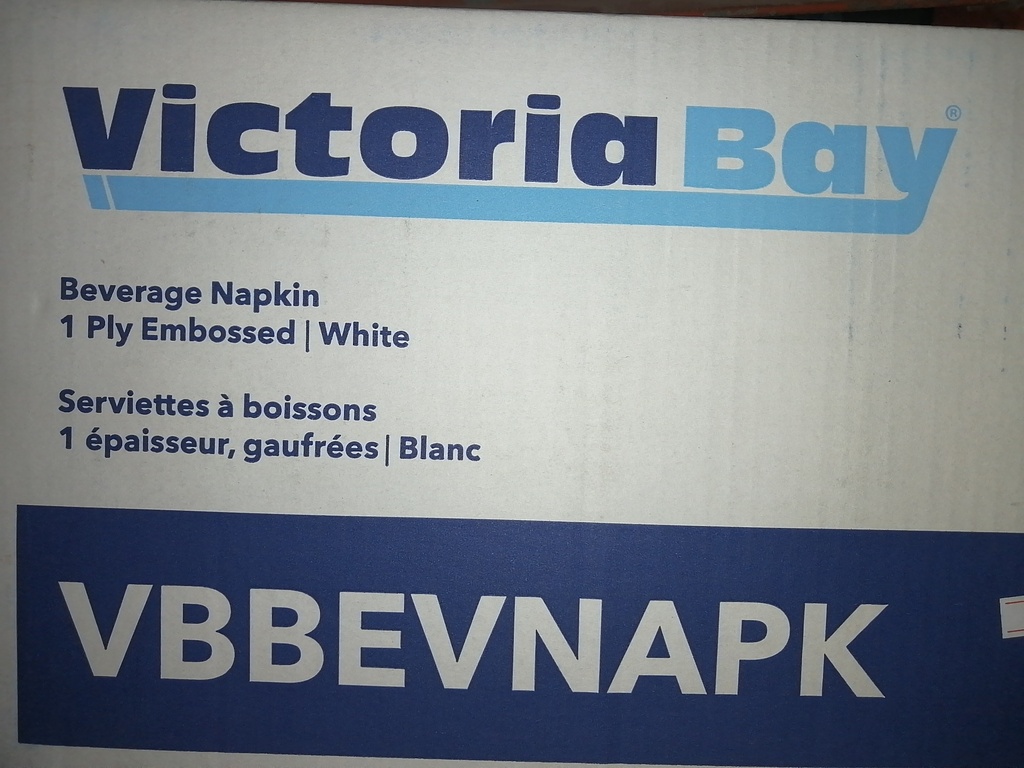 Victoria Bay®
Beverage Napkin
1 Ply Embossed | White
Serviettes à boissons
1 épaisseur, gaufrées | Blanc
VBBEVNAPK